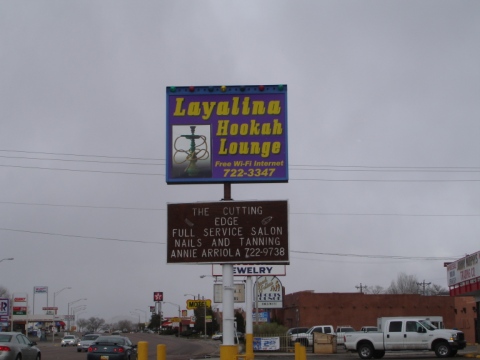 Layalina
Hookah
Lounge
Free Wi-Fi Internet
722-3347
THE CUTTING
EDGE
FULL SERVICE SALON
NAILS AND TANNING
ANNIE ARRIOLA 722-9738
EWELRY